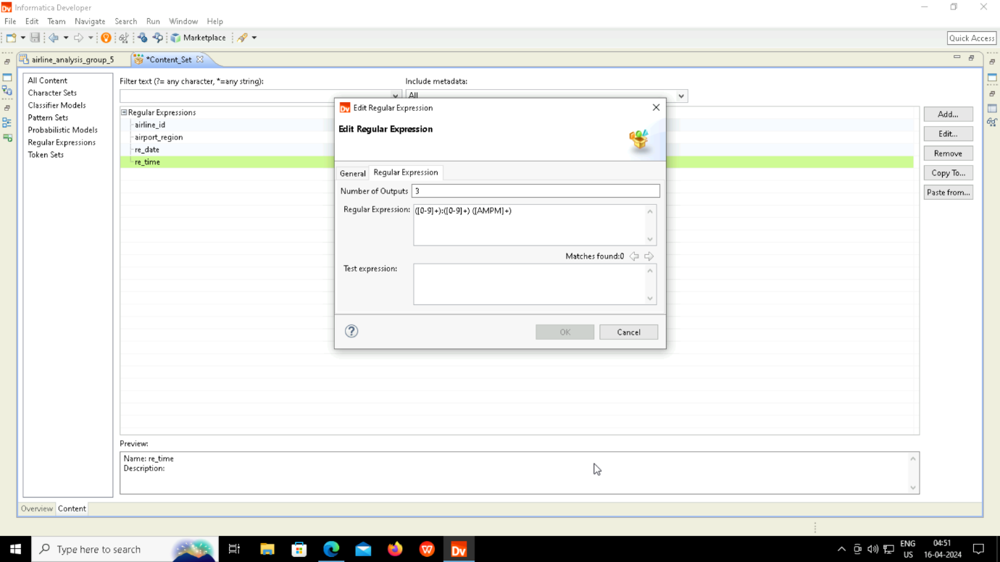 Informatica Developer
File Edit Team Navigate Search Run Window Help
Marketplace
Quick Access
airline_analysis_group_5
*Content_Set
All Content
Character Sets
Classifier Models
Pattern Sets
Probabilistic Models
Regular Expressions
Token Sets
Filter text (?= any character, *=any string):
Include metadata:
All
Regular Expressions
airline_id
airport_region
re_date
re_time
Add...
Edit...
Remove
Copy To...
Paste from...
Dv
Edit Regular Expression
Edit Regular Expression
General Regular Expression
Number of Outputs 3
Regular Expression: ([0-9]+):([0-9]+) ([AMPM]+)
Matches found:0
Test expression:
?
OK Cancel
Preview:
Name: re_time
Description:
Overview Content
Type here to search
Dv
ENG
US
04:51
16-04-2024